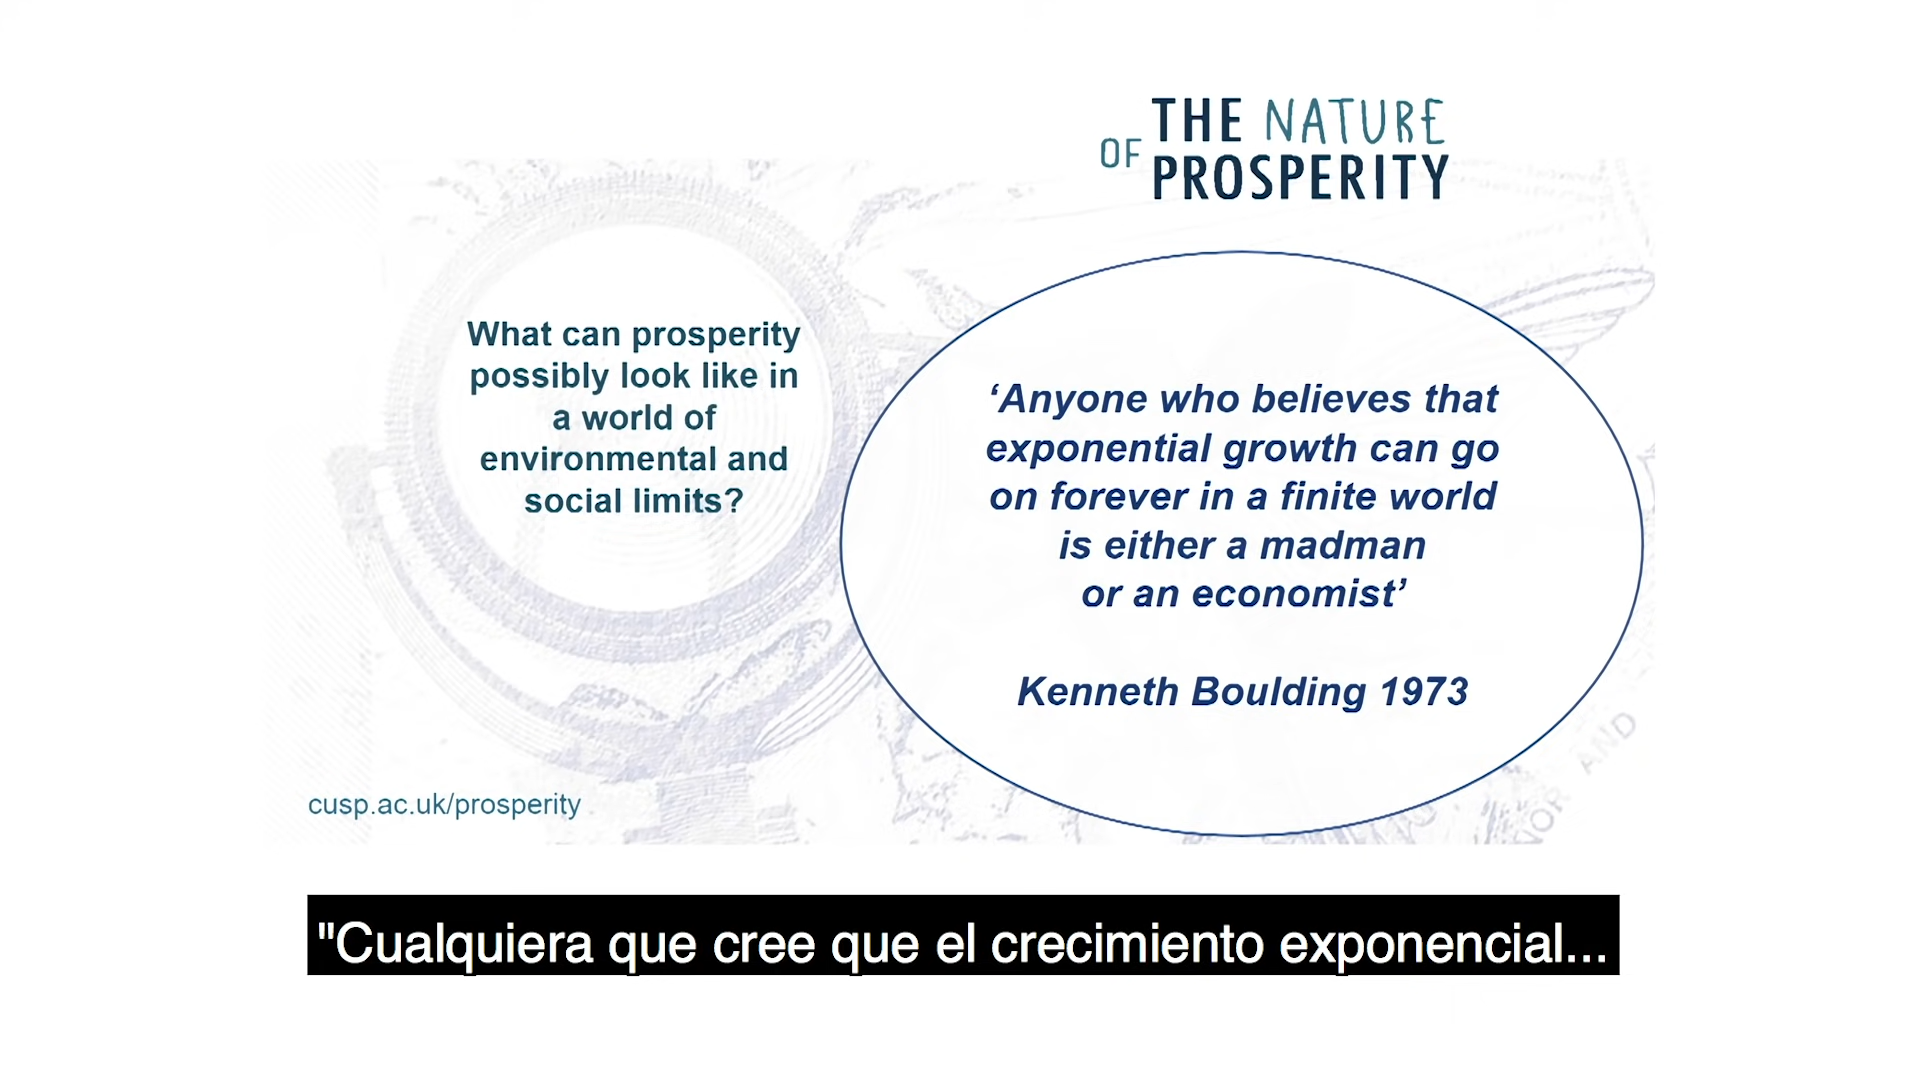 THE NATURE
OF PROSPERITY
What can prosperity
possibly look like in
a world of
environmental and
social limits?
‘Anyone who believes that
exponential growth can go
on forever in a finite world
is either a madman
or an economist’
Kenneth Boulding 1973
AND
cusp.ac.uk/prosperity
"Cualquiera que cree que el crecimiento exponencial...